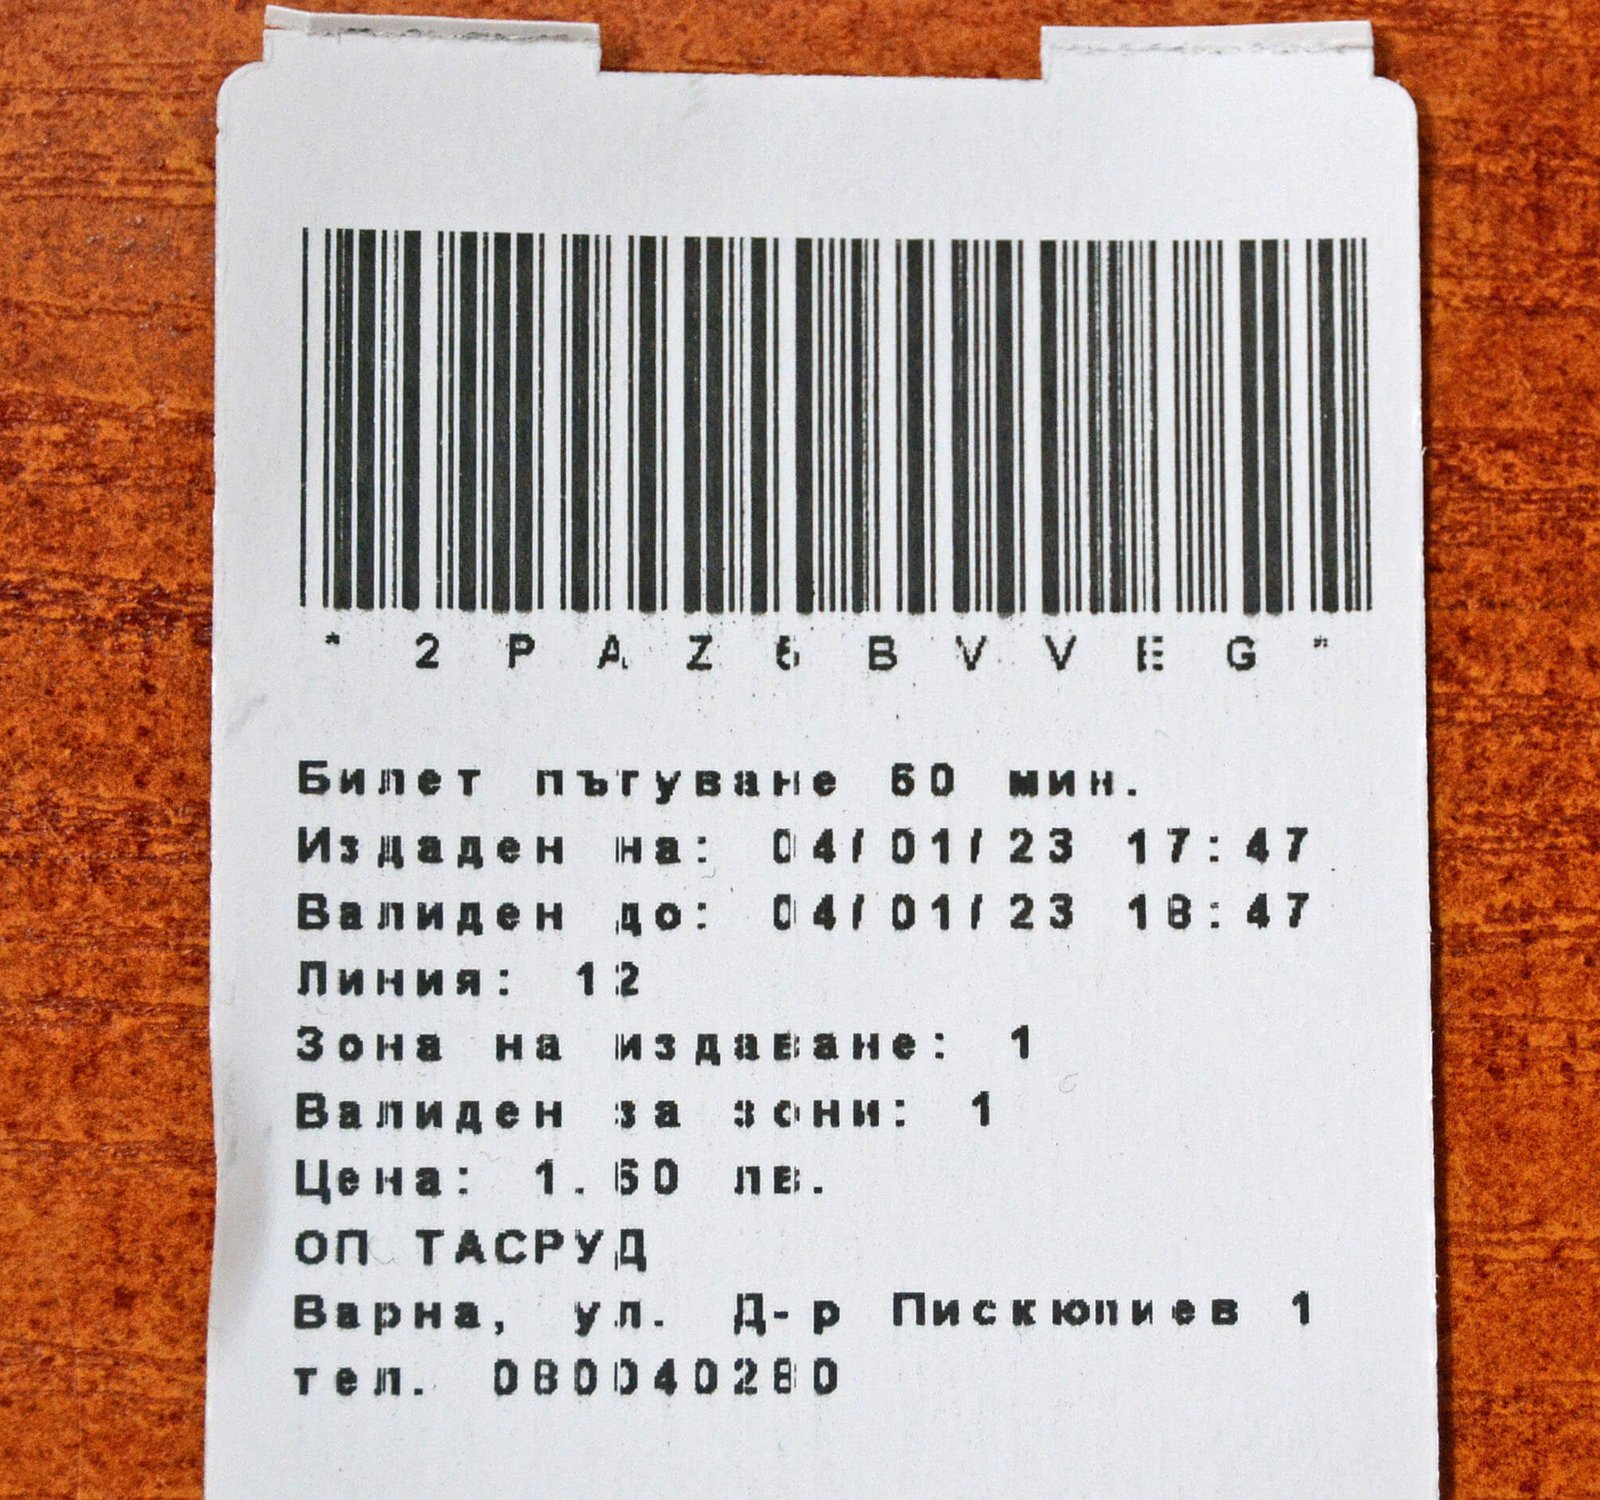 *2PAZ6BVVEG*
Билет пътуване 60 мин.
Издаден на: 04/01/23 17:47
Валиден до: 04/01/23 18:47
Линия: 12
Зона на издаване: 1
Валиден за зони: 1
Цена: 1.60 лв.
ОП ТАСРУД
Варна, ул. Д-р Пискюлиев 1
тел. 080040280